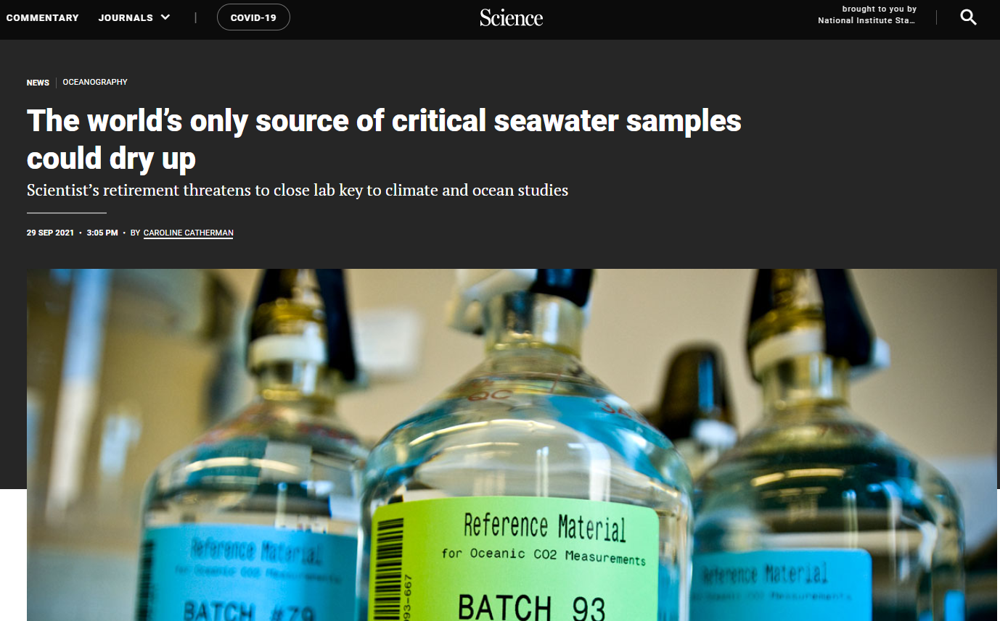 COMMENTARY JOURNALS | COVID-19 Science brought to you by
National Institute Sta…
NEWS OCEANOGRAPHY
The world’s only source of critical seawater samples
could dry up
Scientist’s retirement threatens to close lab key to climate and ocean studies
29 SEP 2021 • 3:05 PM • BY CAROLINE CATHERMAN
QC
Reference Material
for Oceanic CO2 Measurements
BATCH #79
Reference Material
for Oceanic CO2 Measurements
093-667
BATCH 93
Reference Material
for Oceanic CO2 Measurements